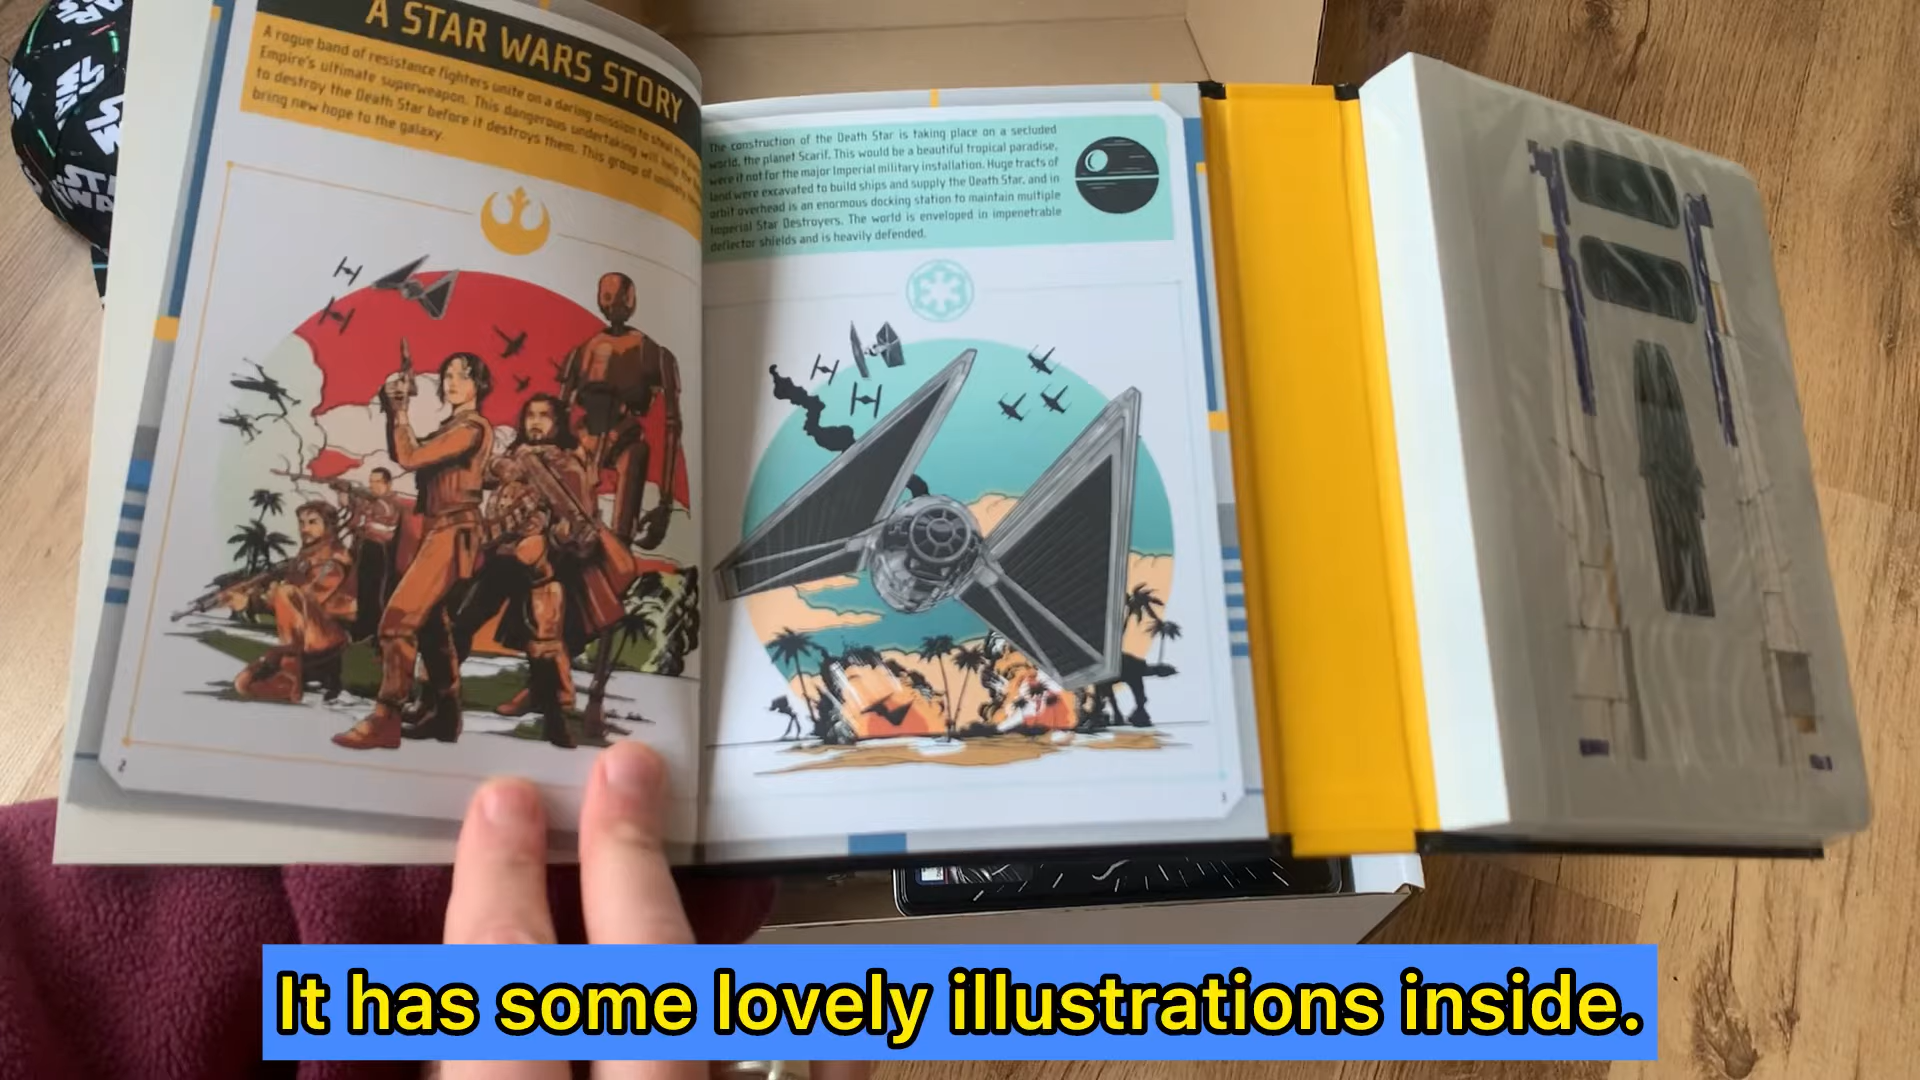 A STAR WARS STORY
A rogue band of resistance fighters unite on a daring mission to steal the
Empire's ultimate superweapon. This dangerous undertaking will help the
to destroy the Death Star before it destroys them. This group of unlikely
bring new hope to the galaxy.
2
The construction of the Death Star is taking place on a secluded
world, the planet Scarif. This would be a beautiful tropical paradise,
were it not for the major Imperial military installation. Huge tracts of
land were excavated to build ships and supply the Death Star, and in
orbit overhead is an enormous docking station to maintain multiple
Imperial Star Destroyers. The world is enveloped in impenetrable
deflector shields and is heavily defended.
3
It has some lovely illustrations inside.